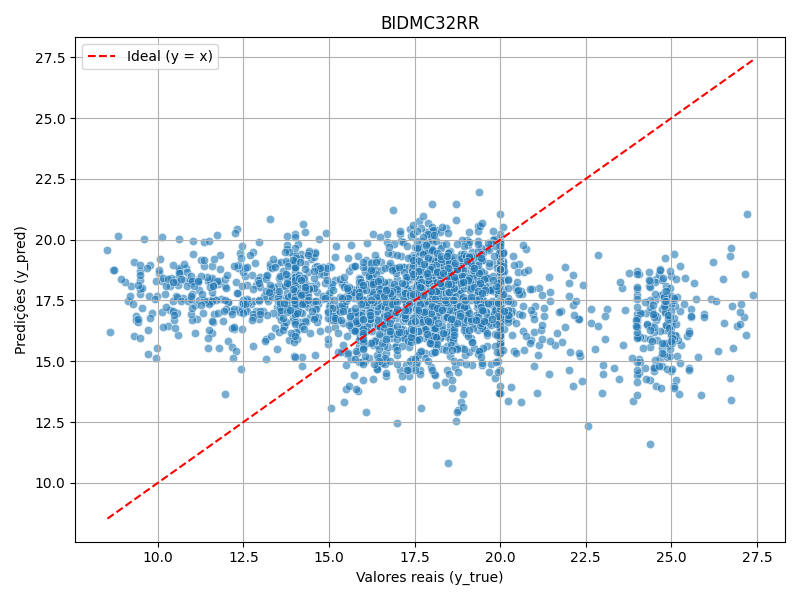 BIDMC32RR
Ideal (y = x)
27.5
25.0
22.5
20.0
17.5
15.0
12.5
10.0
Predições (y_pred)
10.0 12.5 15.0 17.5 20.0 22.5 25.0 27.5
Valores reais (y_true)